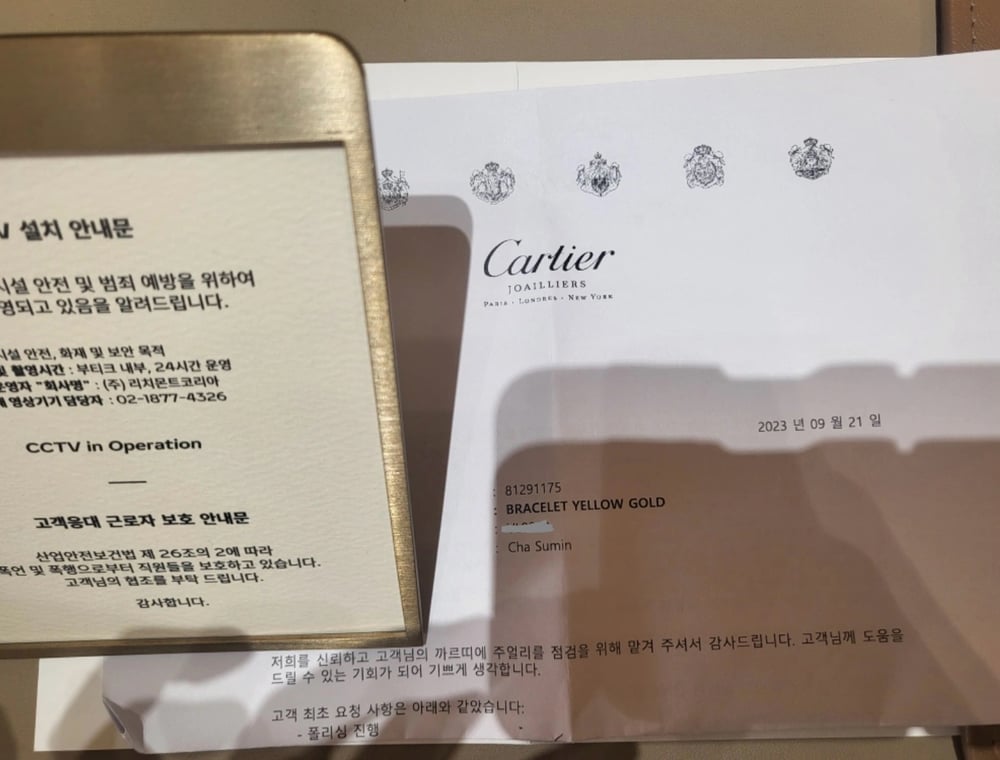 설치 안내문
시설 안전 및 범죄 예방을 위하여
영되고 있음을 알려드립니다.
시설 안전, 화재 및 보안 목적
및 촬영시간 : 부티크 내부, 24시간 운영
운영자 "회사명" : (주) 리치몬트코리아
영상기기 담당자 : 02-1877-4326
CCTV in Operation
고객응대 근로자 보호 안내문
산업안전보건법 제 26조의 2에 따라
폭언 및 폭행으로부터 직원들을 보호하고 있습니다.
고객님의 협조를 부탁 드립니다.
감사합니다.
Cartier
JOAILLIERS
PARIS - LONDRES - NEW YORK
2023 년 09 월 21 일
: 81291175
: BRACELET YELLOW GOLD
:
: Cha Sumin
저희를 신뢰하고 고객님의 까르띠에 주얼리를 점검을 위해 맡겨 주셔서 감사드립니다. 고객님께 도움을
드릴 수 있는 기회가 되어 기쁘게 생각합니다.
고객 최초 요청 사항은 아래와 같았습니다:
- 폴리싱 진행